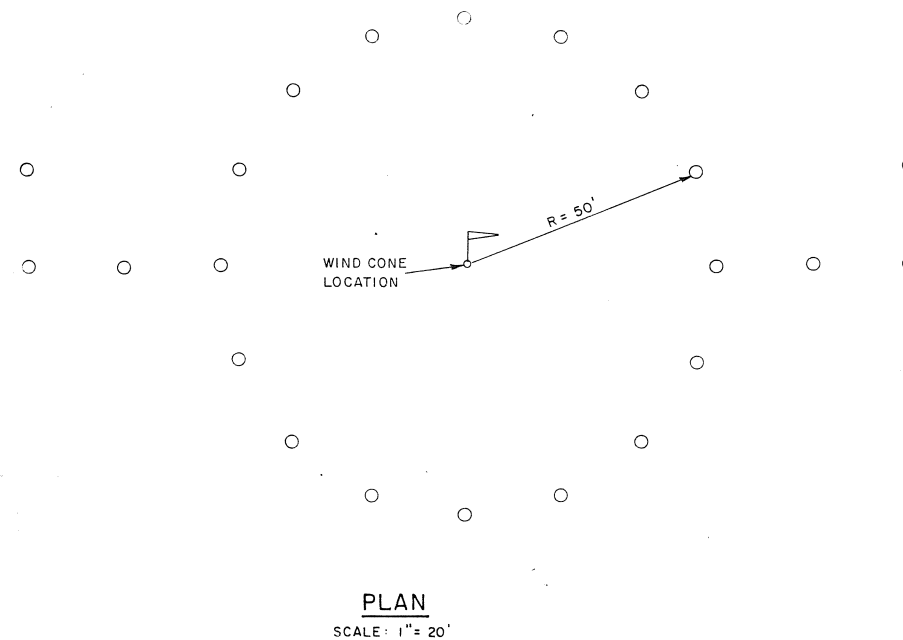 R = 50'
WIND CONE
LOCATION
PLAN
SCALE: 1" = 20'